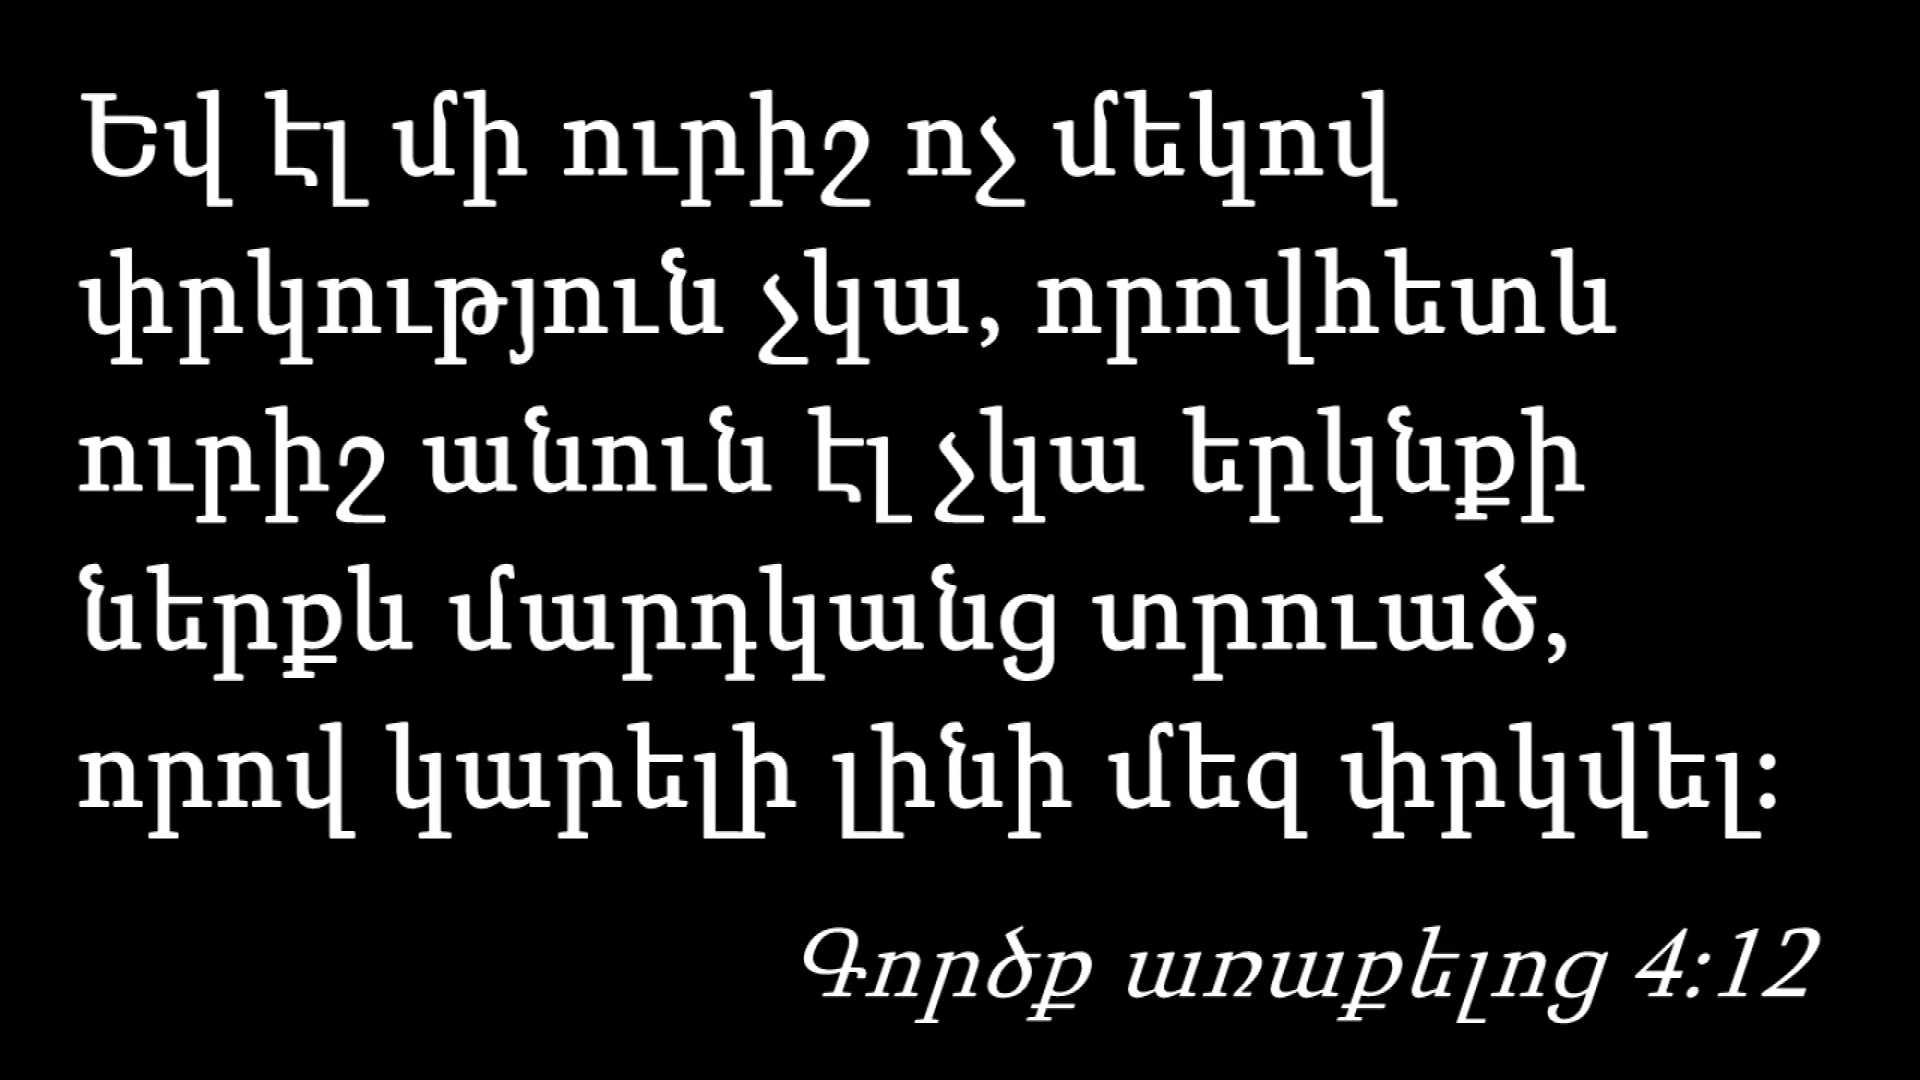 Եվ էլ մի ուրիշ ոչ մեկով
փրկություն չկա, որովհետև
ուրիշ անուն էլ չկա երկնքի
ներքև մարդկանց տրուած,
որով կարելի լինի մեզ փրկվել:
Գործք առաքելոց 4:12